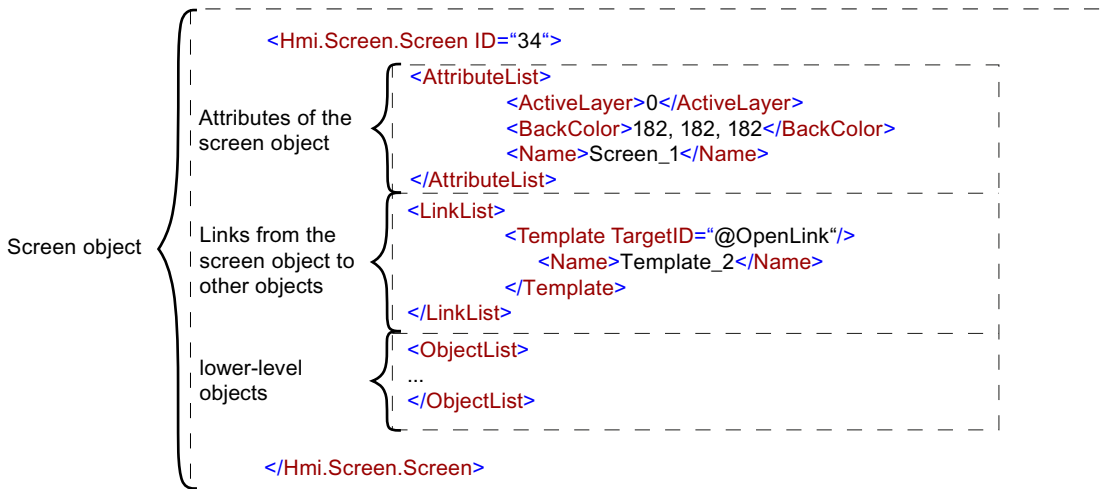 <Hmi.Screen.Screen ID=“34“>
Attributes of the
screen object
<AttributeList>
<ActiveLayer>0</ActiveLayer>
<BackColor>182, 182, 182</BackColor>
<Name>Screen_1</Name>
</AttributeList>
Screen object
Links from the
screen object to
other objects
<LinkList>
<Template TargetID=“@OpenLink“/>
<Name>Template_2</Name>
</Template>
</LinkList>
lower-level
objects
<ObjectList>
...
</ObjectList>
</Hmi.Screen.Screen>